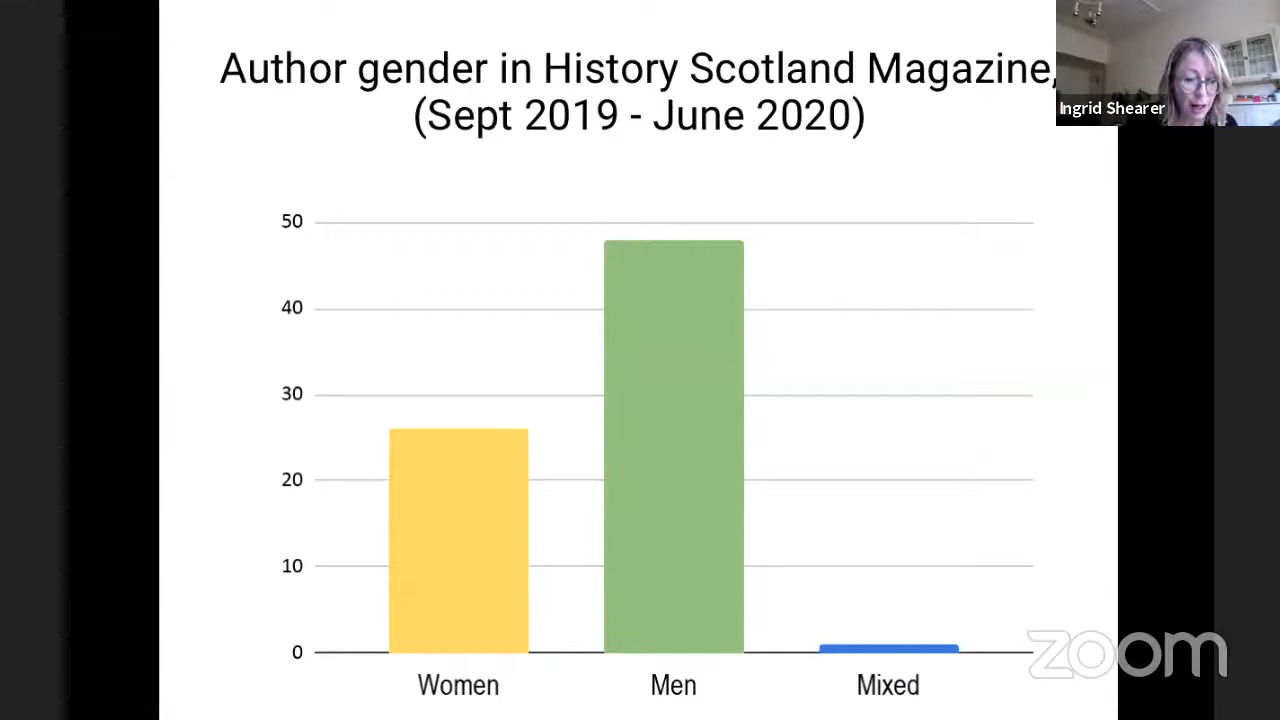 Author gender in History Scotland Magazine,
(Sept 2019 - June 2020)
Ingrid Shearer
50
40
30
20
10
0
Women Men Mixed
zoom